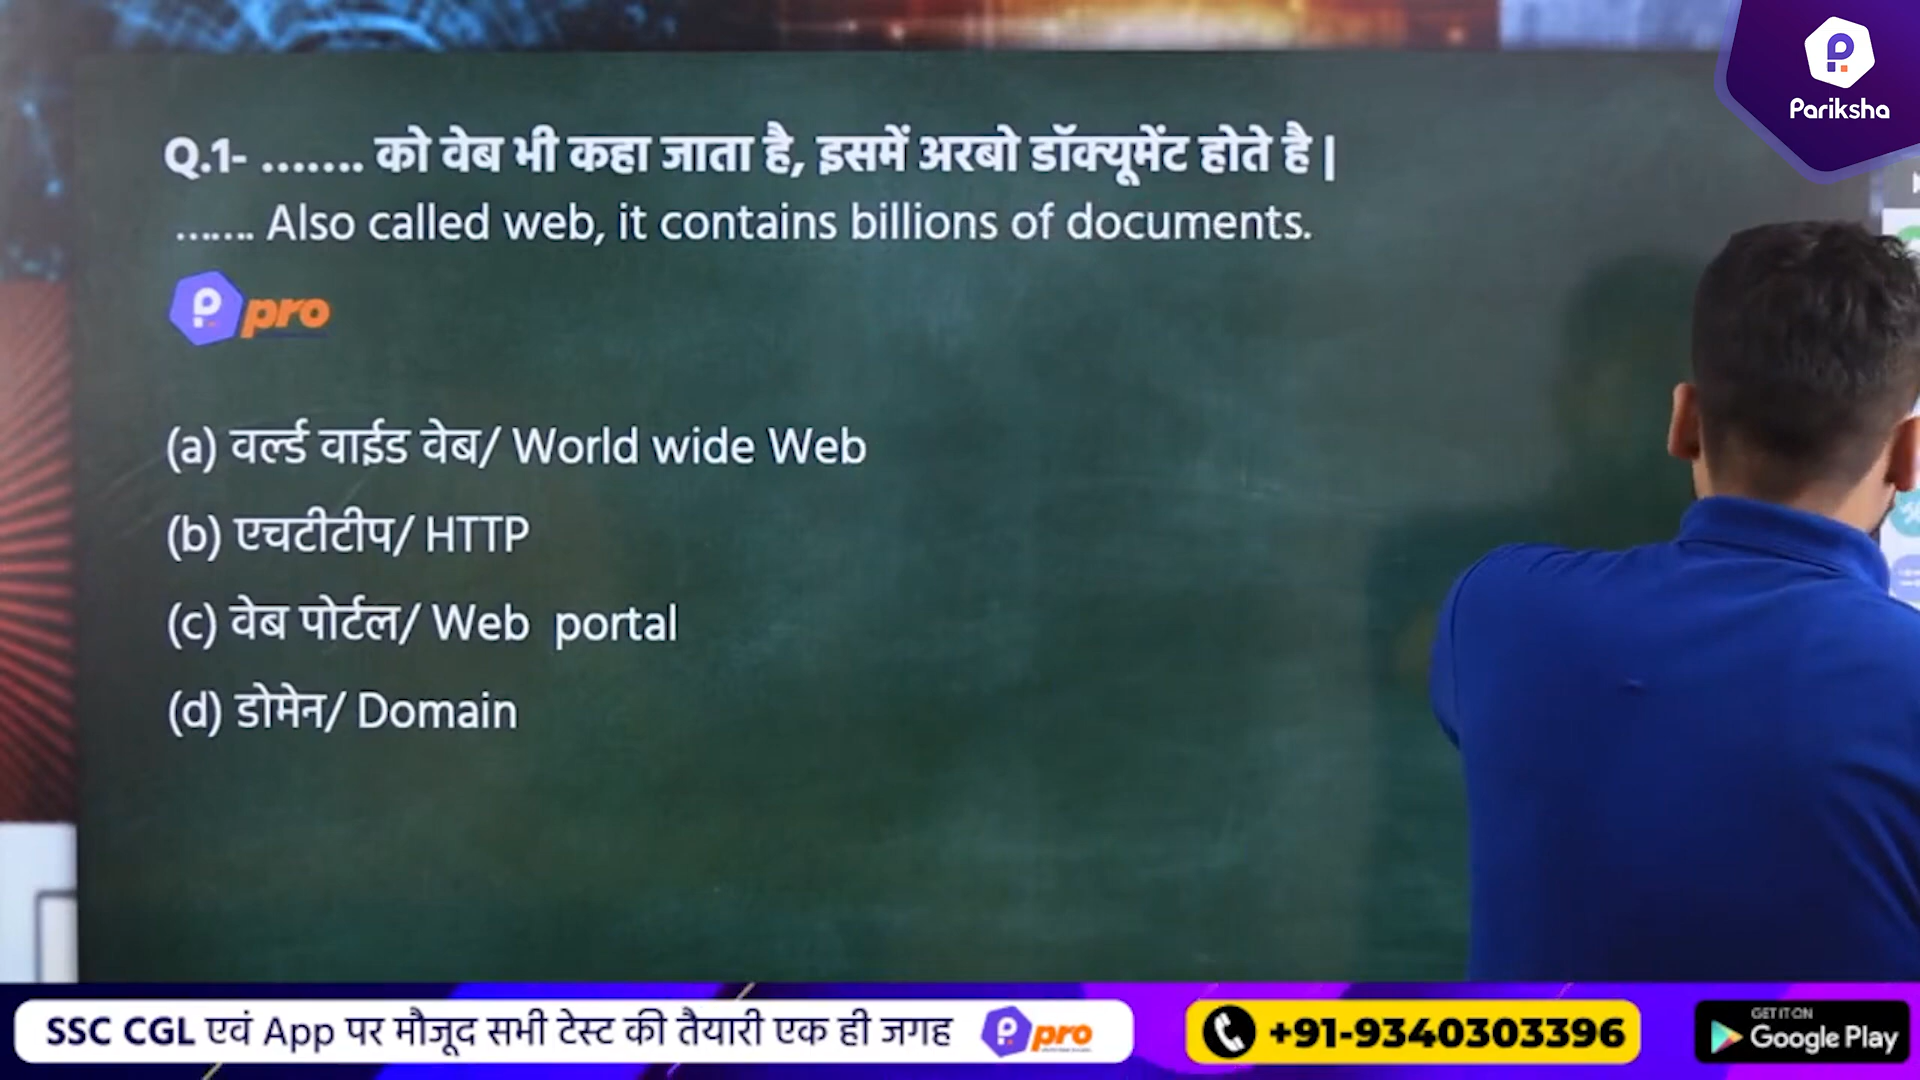 Pariksha
Q.1- ....... को वेब भी कहा जाता है, इसमें अरबो डॉक्यूमेंट होते है |
....... Also called web, it contains billions of documents.
pro
(a) वर्ल्ड वाईड वेब/ World wide Web
(b) एचटीटीप/ HTTP
(c) वेब पोर्टल/ Web portal
(d) डोमेन/ Domain
SSC CGL एवं App पर मौजूद सभी टेस्ट की तैयारी एक ही जगह pro
+91-9340303396
GET IT ON
Google Play